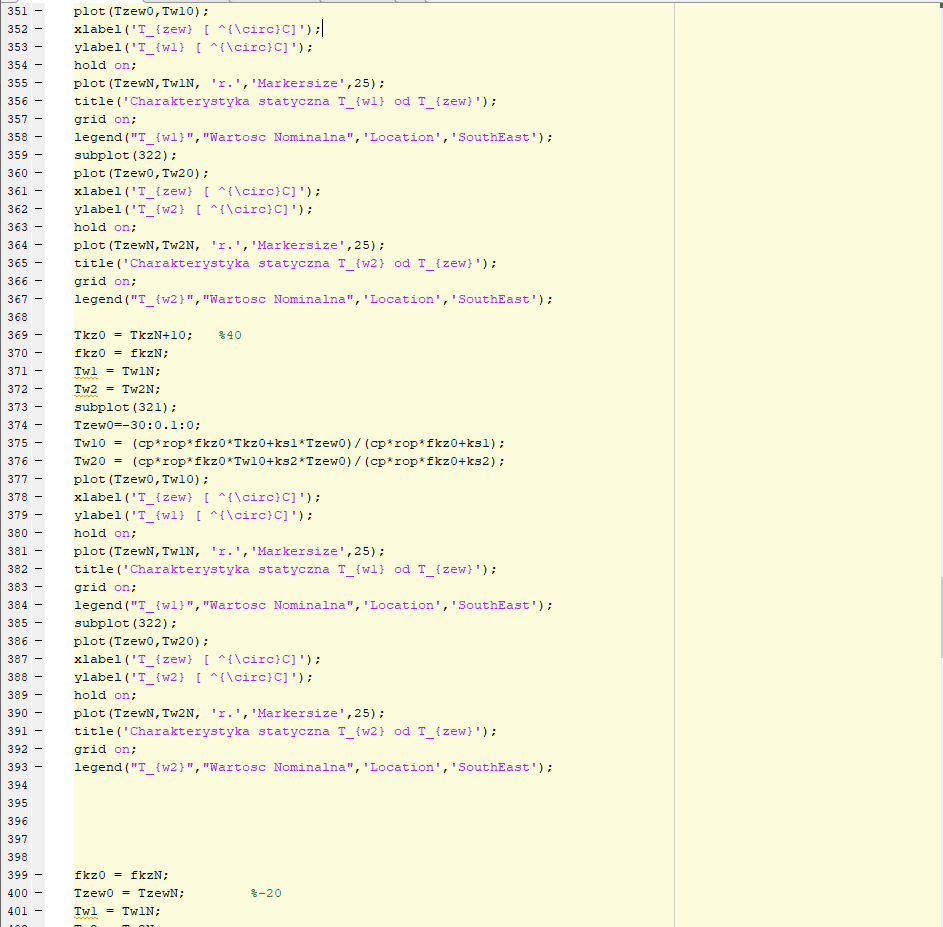 351 – plot(Tzew0,Tw10);
352 – xlabel('T_{zew} [ ^{\circ}C]');
353 – ylabel('T_{w1} [ ^{\circ}C]');
354 – hold on;
355 – plot(TzewN,Tw1N, 'r.','Markersize',25);
356 – title('Charakterystyka statyczna T_{w1} od T_{zew}');
357 – grid on;
358 – legend("T_{w1}","Wartosc Nominalna",'Location','SouthEast');
359 – subplot(322);
360 – plot(Tzew0,Tw20);
361 – xlabel('T_{zew} [ ^{\circ}C]');
362 – ylabel('T_{w2} [ ^{\circ}C]');
363 – hold on;
364 – plot(TzewN,Tw2N, 'r.','Markersize',25);
365 – title('Charakterystyka statyczna T_{w2} od T_{zew}');
366 – grid on;
367 – legend("T_{w2}","Wartosc Nominalna",'Location','SouthEast');
368
369 – Tkz0 = TkzN+10;   %40
370 – fkz0 = fkzN;
371 – Tw1 = Tw1N;
372 – Tw2 = Tw2N;
373 – subplot(321);
374 – Tzew0=-30:0.1:0;
375 – Tw10 = (cp*rop*fkz0*Tkz0+ks1*Tzew0)/(cp*rop*fkz0+ks1);
376 – Tw20 = (cp*rop*fkz0*Tw10+ks2*Tzew0)/(cp*rop*fkz0+ks2);
377 – plot(Tzew0,Tw10);
378 – xlabel('T_{zew} [ ^{\circ}C]');
379 – ylabel('T_{w1} [ ^{\circ}C]');
380 – hold on;
381 – plot(TzewN,Tw1N, 'r.','Markersize',25);
382 – title('Charakterystyka statyczna T_{w1} od T_{zew}');
383 – grid on;
384 – legend("T_{w1}","Wartosc Nominalna",'Location','SouthEast');
385 – subplot(322);
386 – plot(Tzew0,Tw20);
387 – xlabel('T_{zew} [ ^{\circ}C]');
388 – ylabel('T_{w2} [ ^{\circ}C]');
389 – hold on;
390 – plot(TzewN,Tw2N, 'r.','Markersize',25);
391 – title('Charakterystyka statyczna T_{w2} od T_{zew}');
392 – grid on;
393 – legend("T_{w2}","Wartosc Nominalna",'Location','SouthEast');
394
395
396
397
398
399 – fkz0 = fkzN;
400 – Tzew0 = TzewN;        %-20
401 – Tw1 = Tw1N;